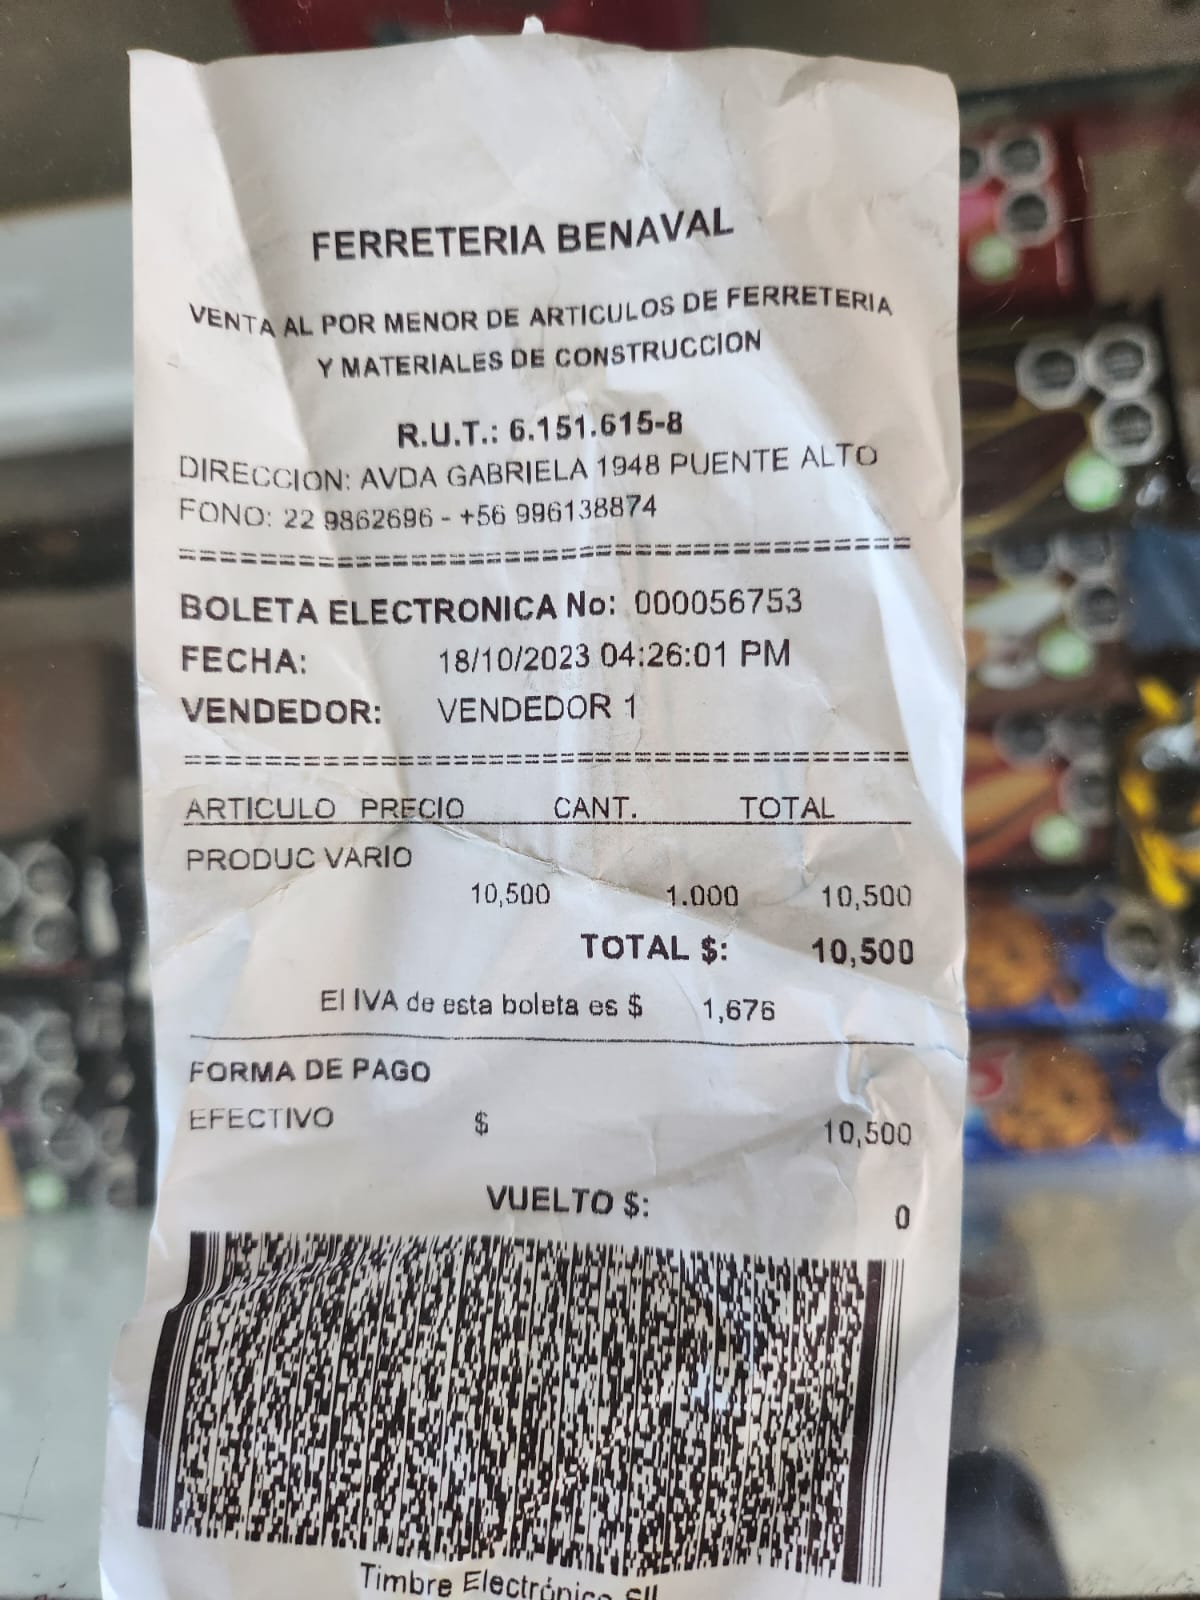 FERRETERIA BENAVAL
VENTA AL POR MENOR DE ARTICULOS DE FERRETERIA
Y MATERIALES DE CONSTRUCCION
R.U.T.: 6.151.615-8
DIRECCION: AVDA GABRIELA 1948 PUENTE ALTO
FONO: 22 9862696 - +56 996138874
================================================
BOLETA ELECTRONICA No: 000056753
FECHA: 18/10/2023 04:26:01 PM
VENDEDOR: VENDEDOR 1
================================================
ARTICULO PRECIO CANT. TOTAL
PRODUC VARIO
10,500 1.000 10,500
TOTAL $: 10,500
El IVA de esta boleta es $ 1,676
FORMA DE PAGO
EFECTIVO $ 10,500
VUELTO $: 0
Timbre Electrónico SII